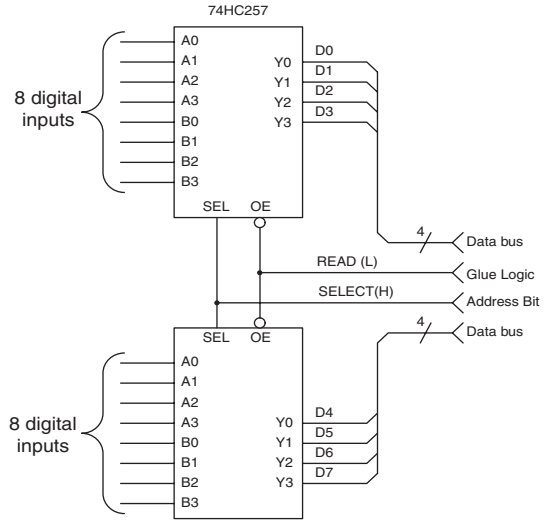 74HC257
A0
A1
A2
A3
B0
B1
B2
B3
8 digital
inputs
Y0
Y1
Y2
Y3
D0
D1
D2
D3
SEL OE
4
Data bus
READ (L)
Glue Logic
SELECT(H)
Address Bit
4
Data bus
SEL OE
A0
A1
A2
A3
B0
B1
B2
B3
8 digital
inputs
Y0
Y1
Y2
Y3
D4
D5
D6
D7